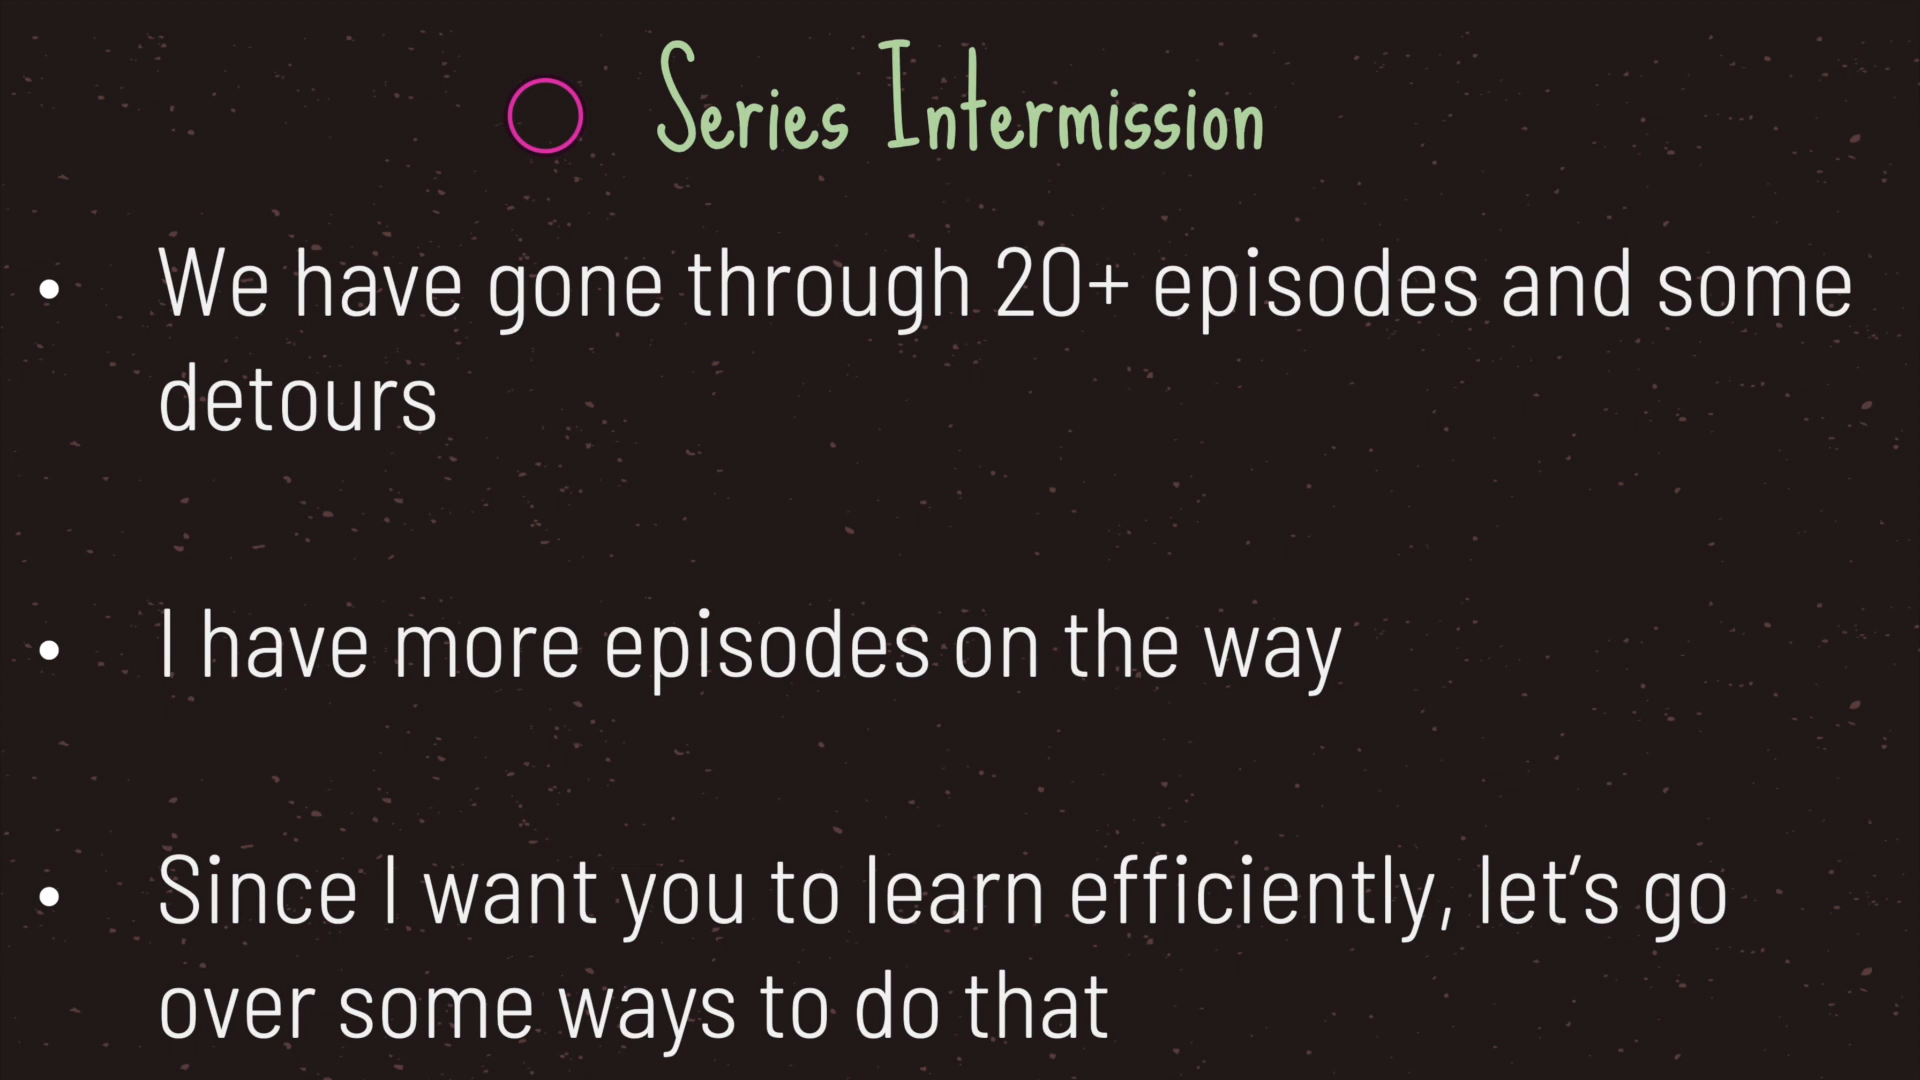 Series Intermission
• We have gone through 20+ episodes and some
detours
• I have more episodes on the way
• Since I want you to learn efficiently, let’s go
over some ways to do that